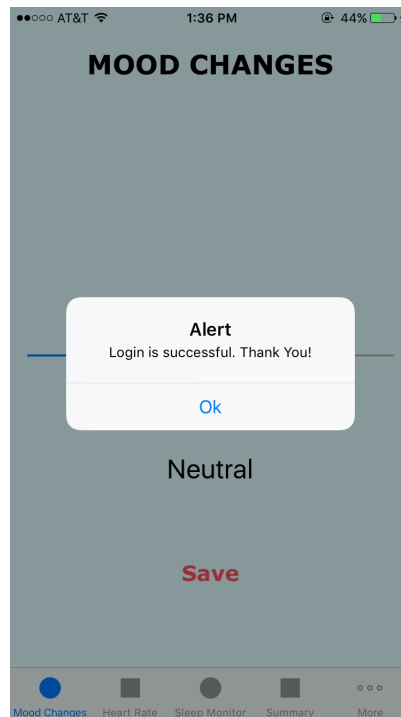 AT&T 1:36 PM 44%
MOOD CHANGES
Alert
Login is successful. Thank You!
Ok
Neutral
Save
Mood Changes Heart Rate Sleep Monitor Summary More